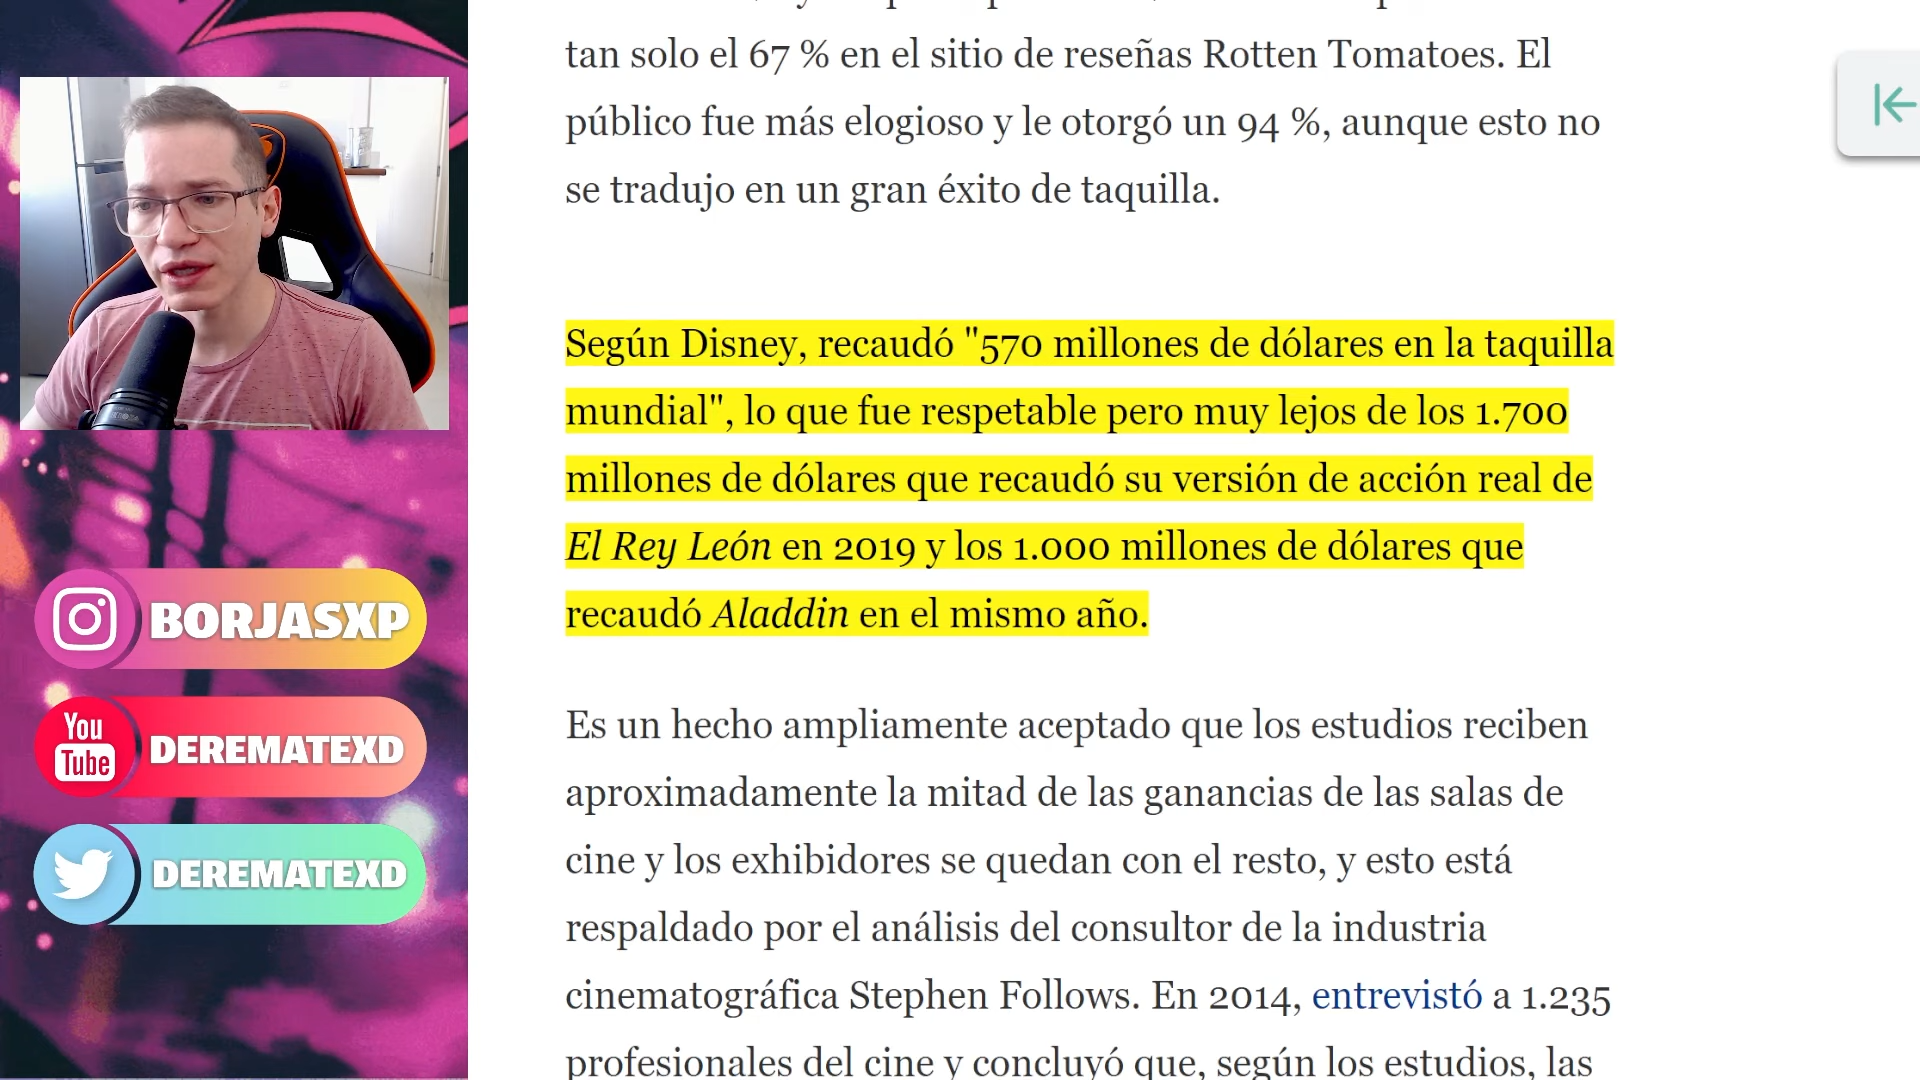 tan solo el 67 % en el sitio de reseñas Rotten Tomatoes. El
público fue más elogioso y le otorgó un 94 %, aunque esto no
se tradujo en un gran éxito de taquilla.
Según Disney, recaudó "570 millones de dólares en la taquilla
mundial", lo que fue respetable pero muy lejos de los 1.700
millones de dólares que recaudó su versión de acción real de
El Rey León en 2019 y los 1.000 millones de dólares que
recaudó Aladdin en el mismo año.
Es un hecho ampliamente aceptado que los estudios reciben
aproximadamente la mitad de las ganancias de las salas de
cine y los exhibidores se quedan con el resto, y esto está
respaldado por el análisis del consultor de la industria
cinematográfica Stephen Follows. En 2014, entrevistó a 1.235
profesionales del cine y concluyó que, según los estudios, las
BORJASXP
You
Tube
DEREMATEXD
DEREMATEXD